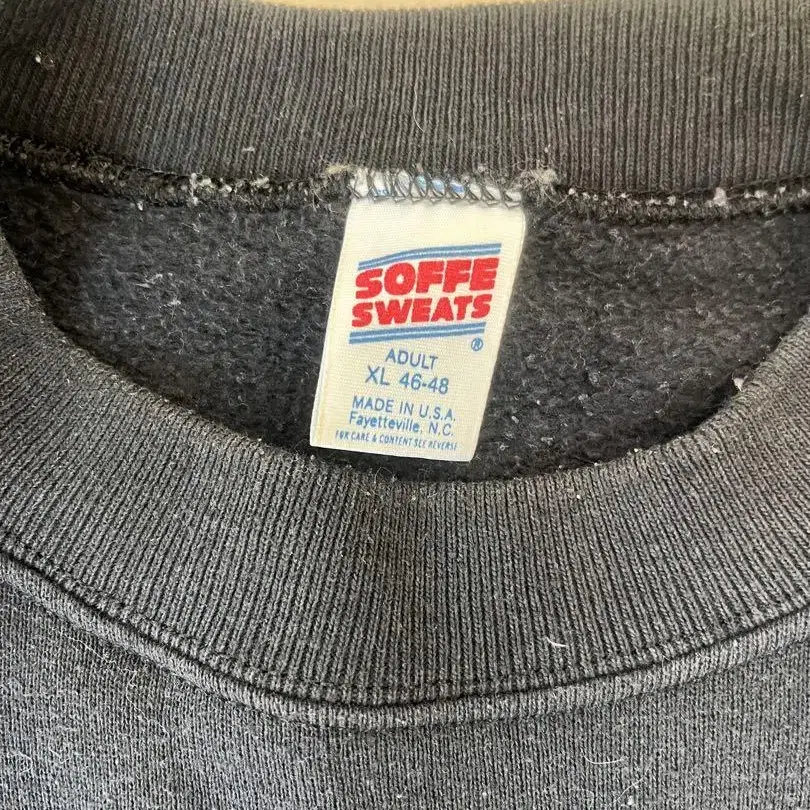 SOFFE
SWEATS
®
ADULT
XL 46-48
MADE IN U.S.A.
Fayetteville, N.C.
FOR CARE & CONTENT SEE REVERSE